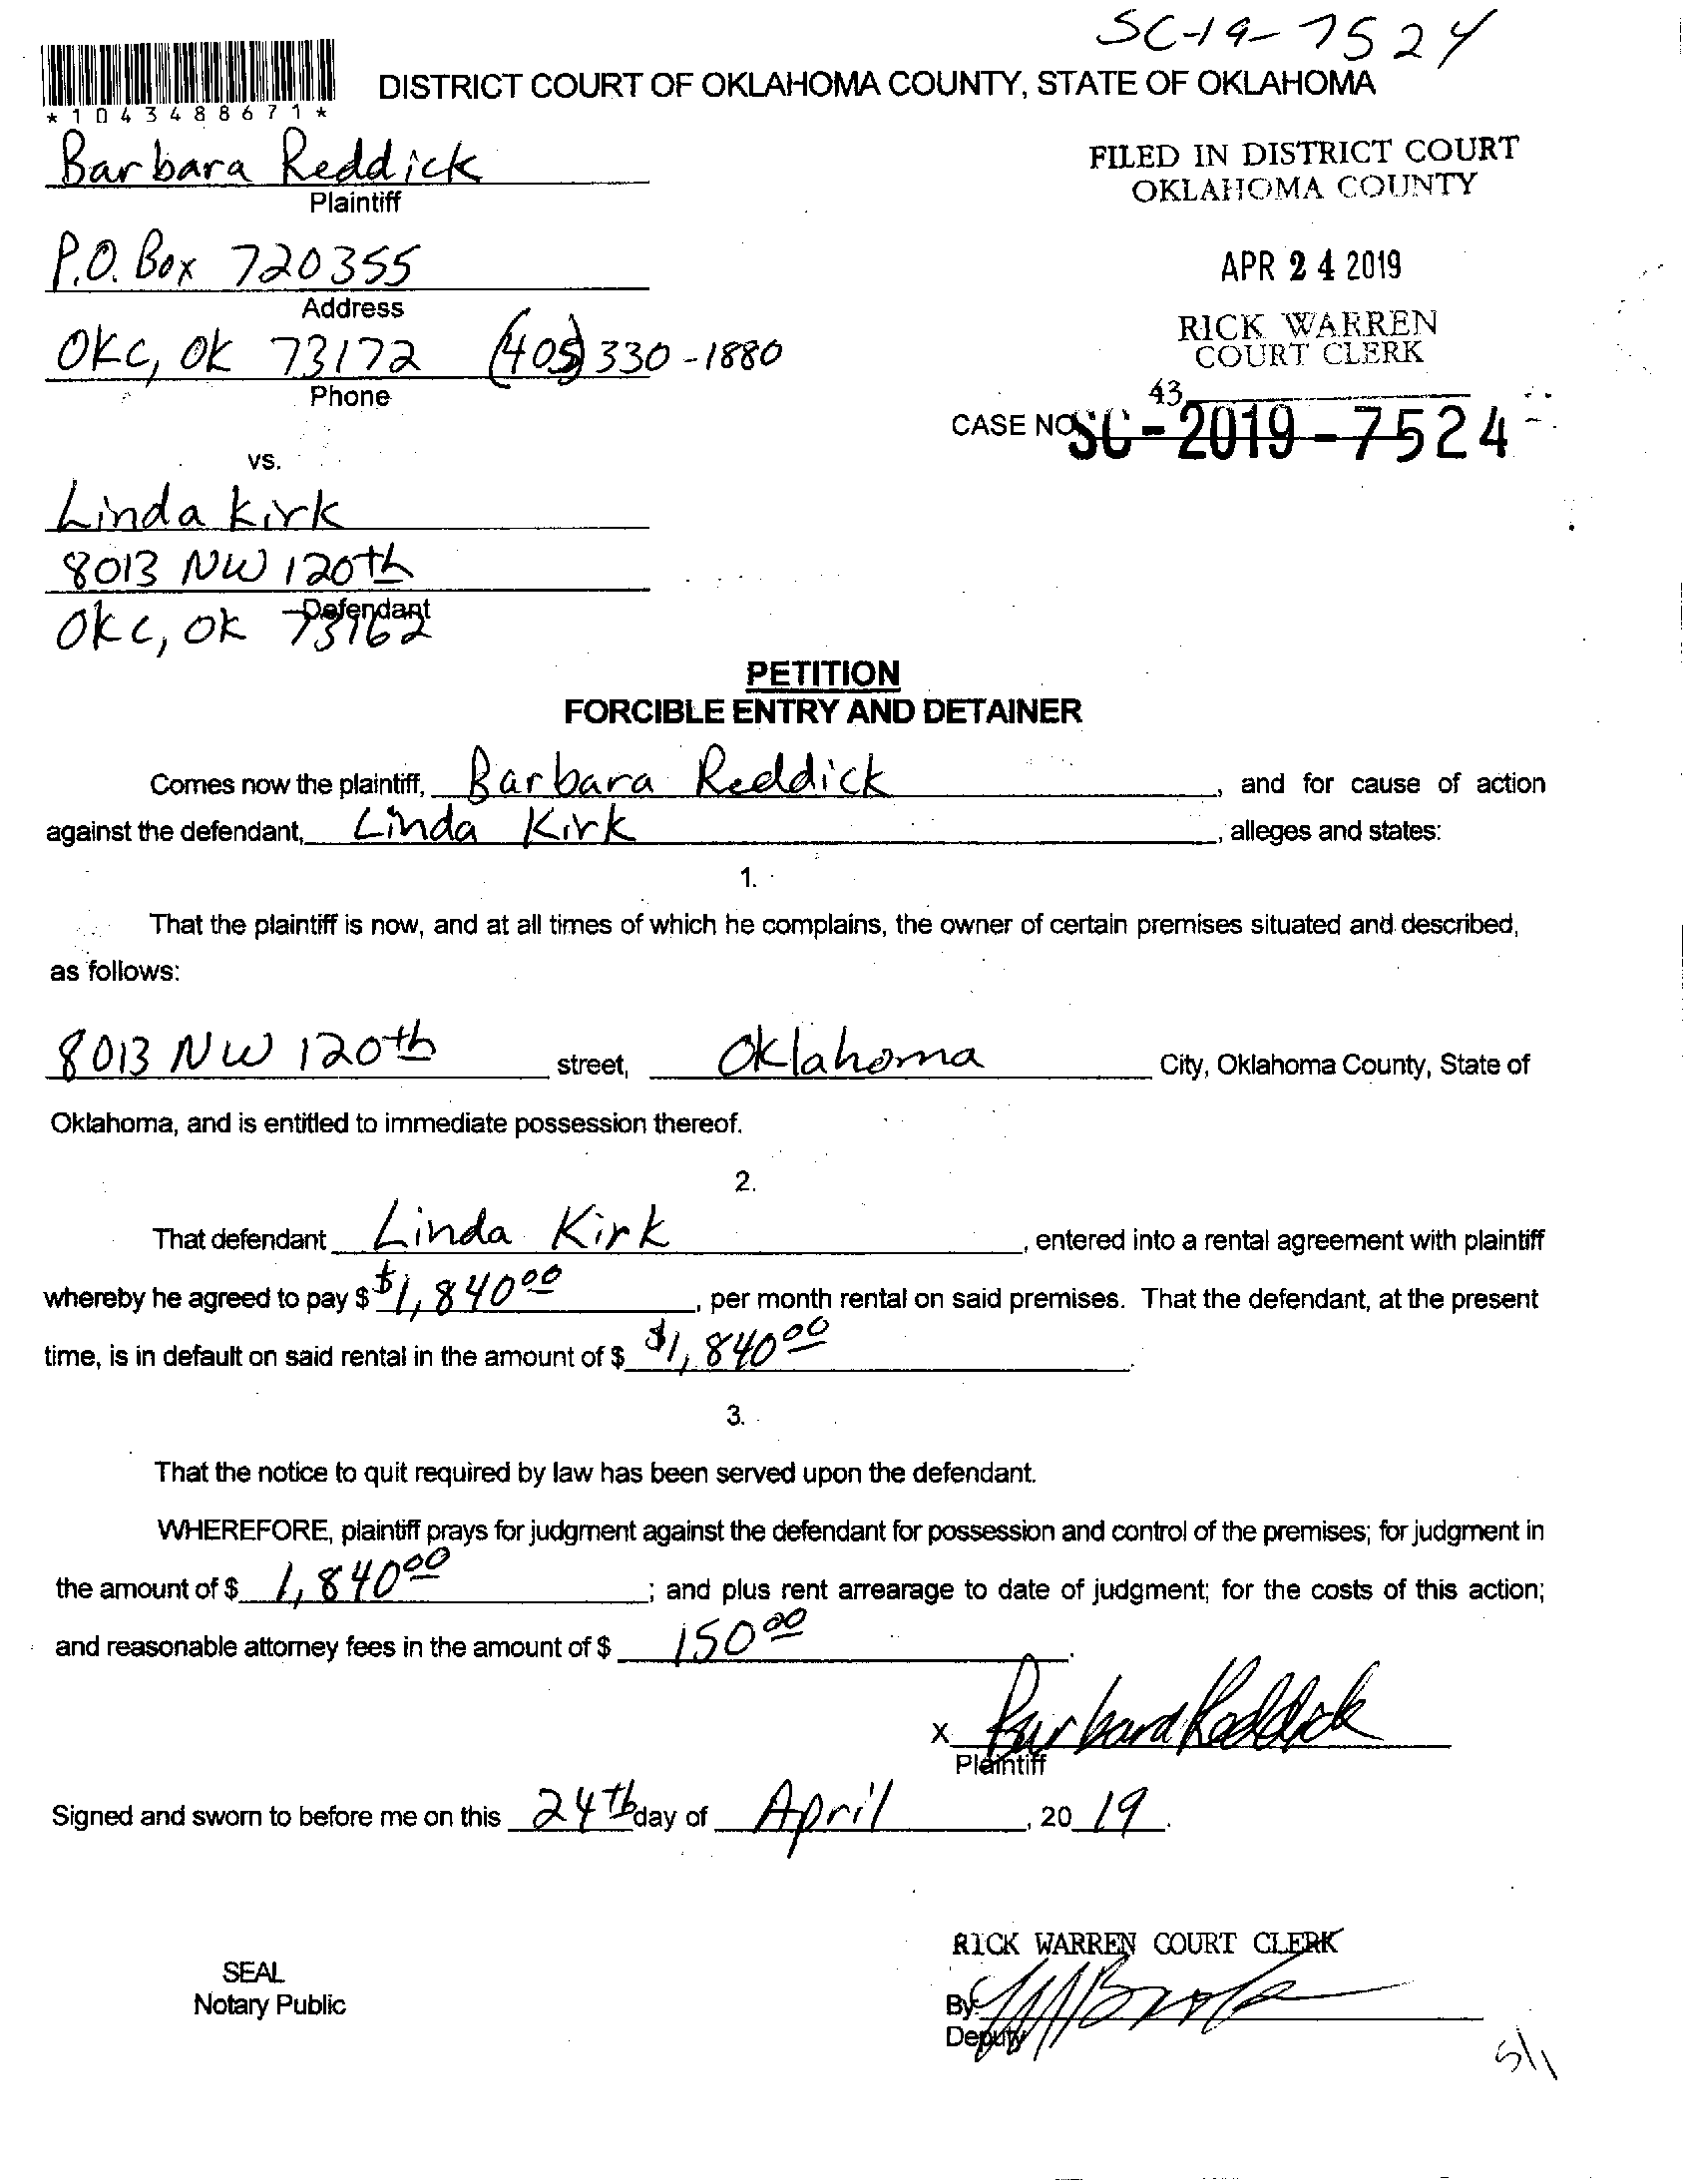 SC-19-7524
DISTRICT COURT OF OKLAHOMA COUNTY, STATE OF OKLAHOMA
*1043488671*
Barbara Reddick
Plaintiff
FILED IN DISTRICT COURT
OKLAHOMA COUNTY
P.O. Box 720355
Address
APR 24 2019
OKC, OK 73172 (405) 330-1880
Phone
RICK WARREN
COURT CLERK
43
CASE NO. SC-2019-7524
vs.
Linda Kirk
8013 NW 120th
Defendant
OKC, OK 73162
PETITION
FORCIBLE ENTRY AND DETAINER
Comes now the plaintiff, Barbara Reddick, and for cause of action
against the defendant, Linda Kirk, alleges and states:
1.
That the plaintiff is now, and at all times of which he complains, the owner of certain premises situated and described,
as follows:
8013 NW 120th street, Oklahoma City, Oklahoma County, State of
Oklahoma, and is entitled to immediate possession thereof.
2.
That defendant Linda Kirk, entered into a rental agreement with plaintiff
whereby he agreed to pay $ $1,840 00, per month rental on said premises. That the defendant, at the present
time, is in default on said rental in the amount of $ $1,840 00.
3.
That the notice to quit required by law has been served upon the defendant.
WHEREFORE, plaintiff prays for judgment against the defendant for possession and control of the premises; for judgment in
the amount of $ 1,840 00; and plus rent arrearage to date of judgment; for the costs of this action;
and reasonable attorney fees in the amount of $ 150 00.
X Barbara Reddick
Plaintiff
Signed and sworn to before me on this 24th day of April, 20 19.
RICK WARREN COURT CLERK
SEAL
Notary Public
By:
Deputy
5/1